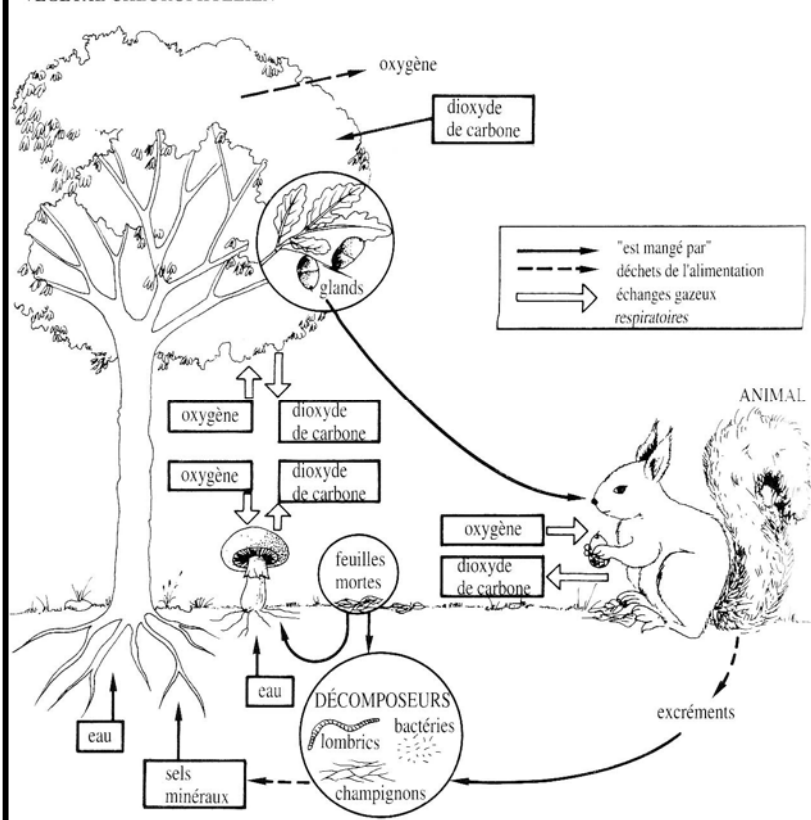 oxygène
dioxyde
de carbone
glands
"est mangé par"
déchets de l'alimentation
échanges gazeux
respiratoires
ANIMAL
oxygène
dioxyde
de carbone
oxygène
dioxyde
de carbone
oxygène
dioxyde
de carbone
feuilles
mortes
eau
eau
DÉCOMPOSEURS
lombrics
bactéries
champignons
sels
minéraux
excréments